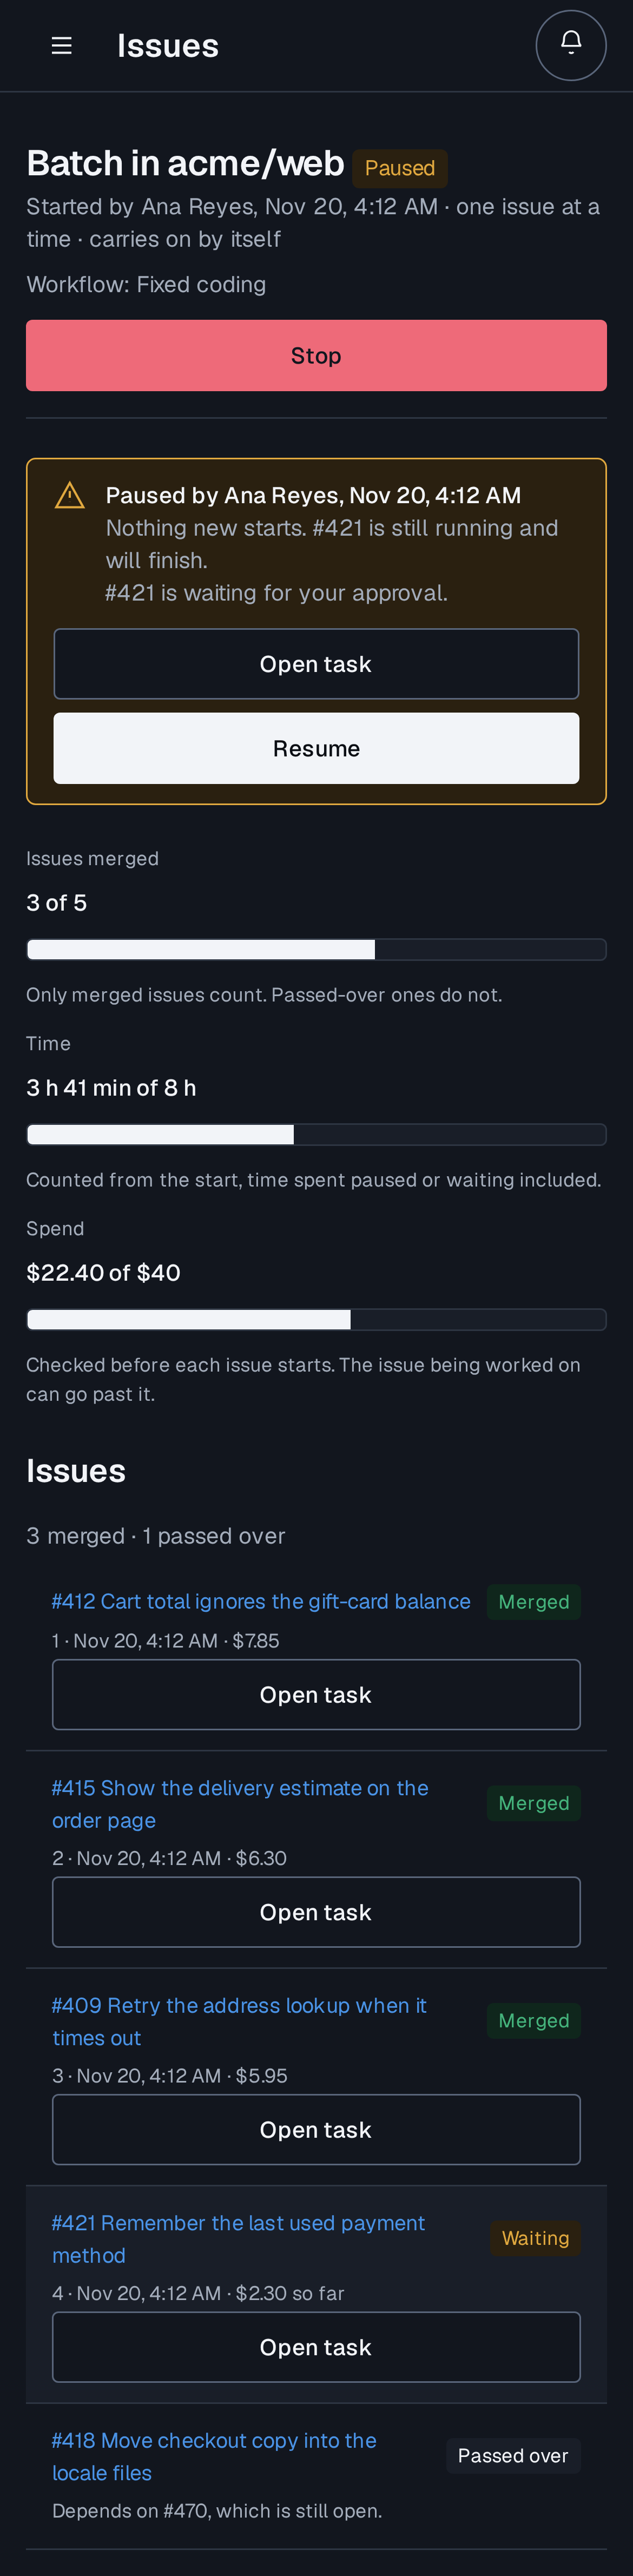 Issues
Batch in acme/web Paused
Started by Ana Reyes, Nov 20, 4:12 AM · one issue at a
time · carries on by itself
Workflow: Fixed coding
Stop
Paused by Ana Reyes, Nov 20, 4:12 AM
Nothing new starts. #421 is still running and
will finish.
#421 is waiting for your approval.
Open task
Resume
Issues merged
3 of 5
Only merged issues count. Passed-over ones do not.
Time
3 h 41 min of 8 h
Counted from the start, time spent paused or waiting included.
Spend
$22.40 of $40
Checked before each issue starts. The issue being worked on
can go past it.
Issues
3 merged · 1 passed over
#412 Cart total ignores the gift-card balance Merged
1 · Nov 20, 4:12 AM · $7.85
Open task
#415 Show the delivery estimate on the
order page
Merged
2 · Nov 20, 4:12 AM · $6.30
Open task
#409 Retry the address lookup when it
times out
Merged
3 · Nov 20, 4:12 AM · $5.95
Open task
#421 Remember the last used payment
method
Waiting
4 · Nov 20, 4:12 AM · $2.30 so far
Open task
#418 Move checkout copy into the
locale files
Passed over
Depends on #470, which is still open.